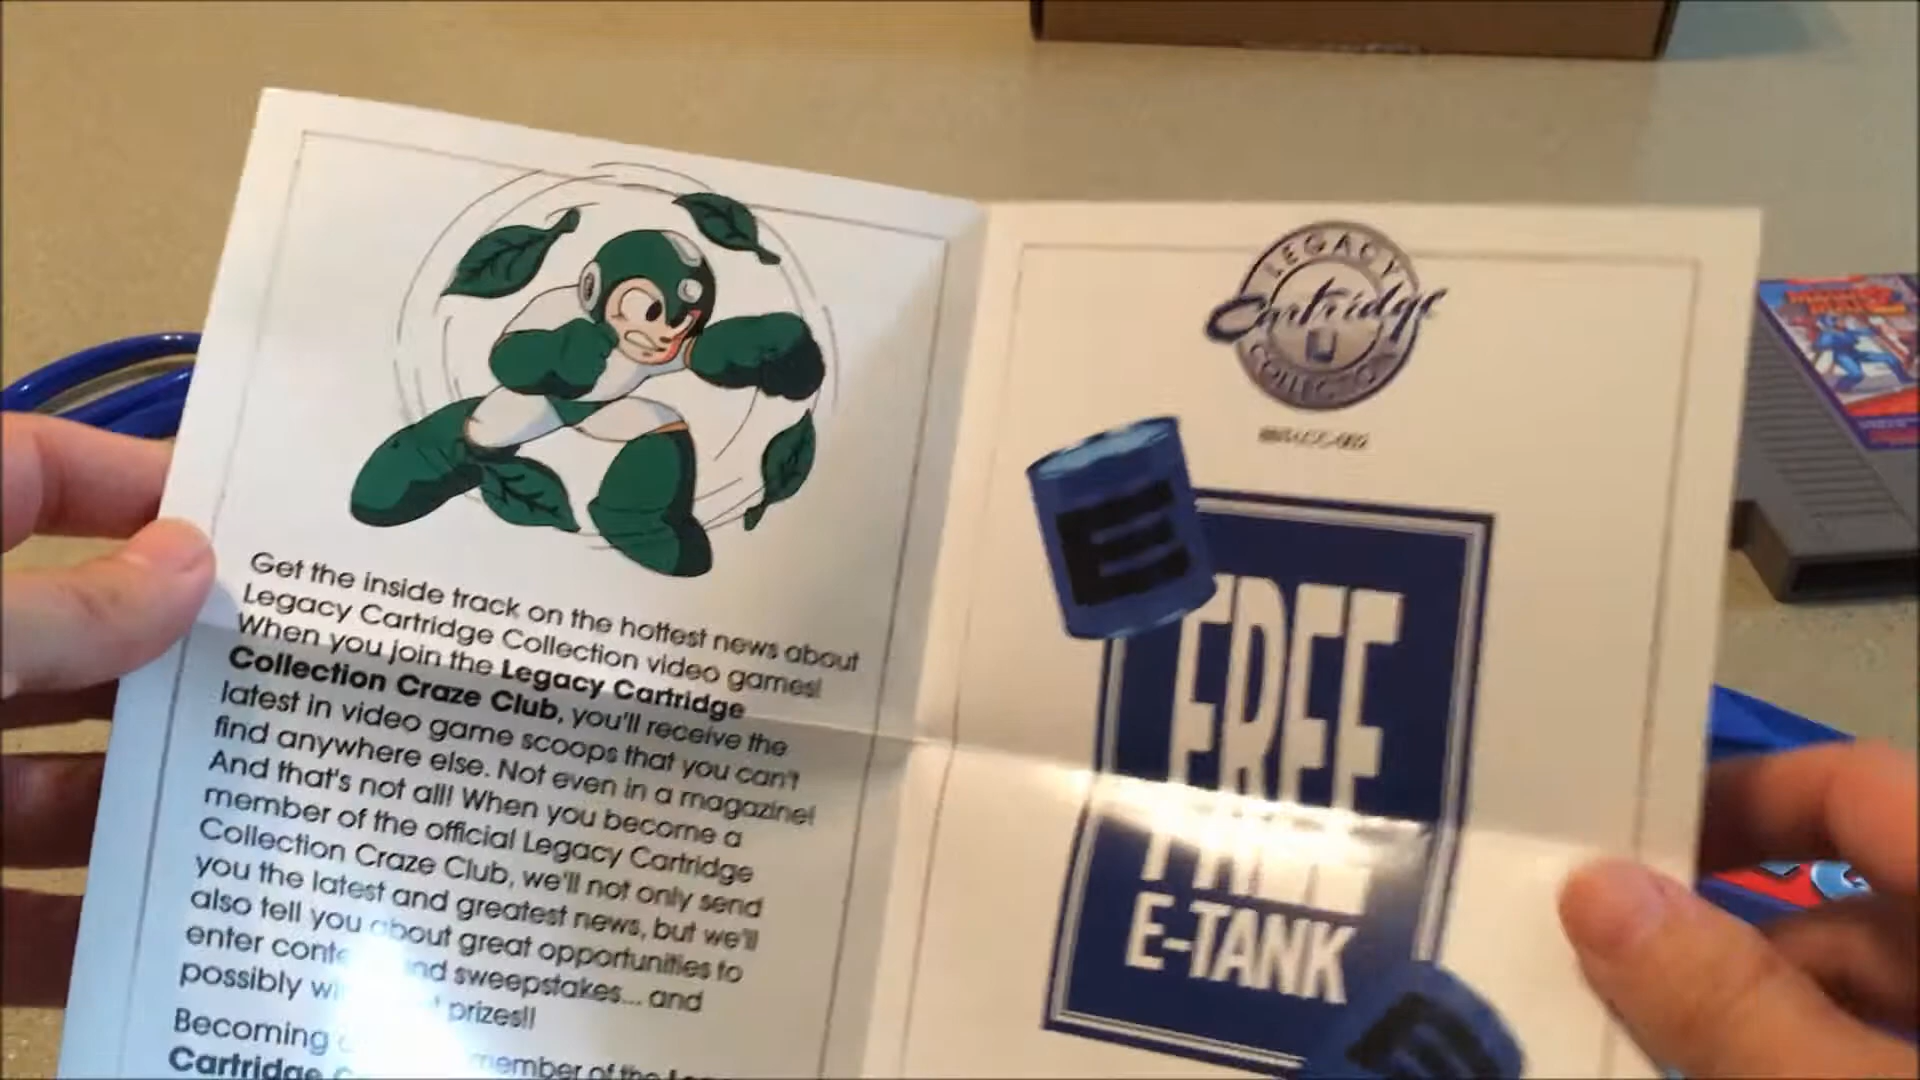 Get the inside track on the hottest news about
Legacy Cartridge Collection video games!
When you join the Legacy Cartridge
Collection Craze Club, you'll receive the
latest in video game scoops that you can't
find anywhere else. Not even in a magazine!
And that's not all! When you become a
member of the official Legacy Cartridge
Collection Craze Club, we'll not only send
you the latest and greatest news, but we'll
also tell you about great opportunities to
enter and sweepstakes... and
possibly prizes!!
Becoming member of the
Cartridge
LEGACY
Cartridge
COLLECTION
E
FREE
E-TANK
E